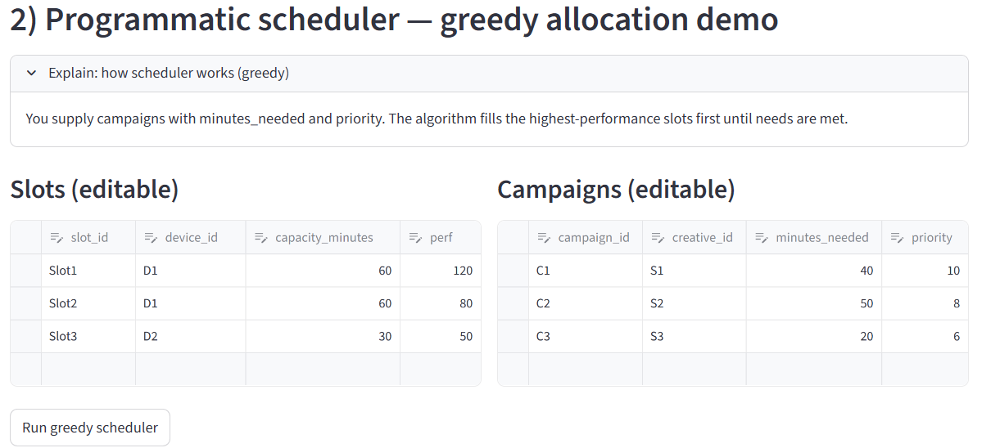 2) Programmatic scheduler — greedy allocation demo
Explain: how scheduler works (greedy)
You supply campaigns with minutes_needed and priority. The algorithm fills the highest-performance slots first until needs are met.
Slots (editable)
slot_id device_id capacity_minutes perf
Slot1 D1 60 120
Slot2 D1 60 80
Slot3 D2 30 50
Campaigns (editable)
campaign_id creative_id minutes_needed priority
C1 S1 40 10
C2 S2 50 8
C3 S3 20 6
Run greedy scheduler